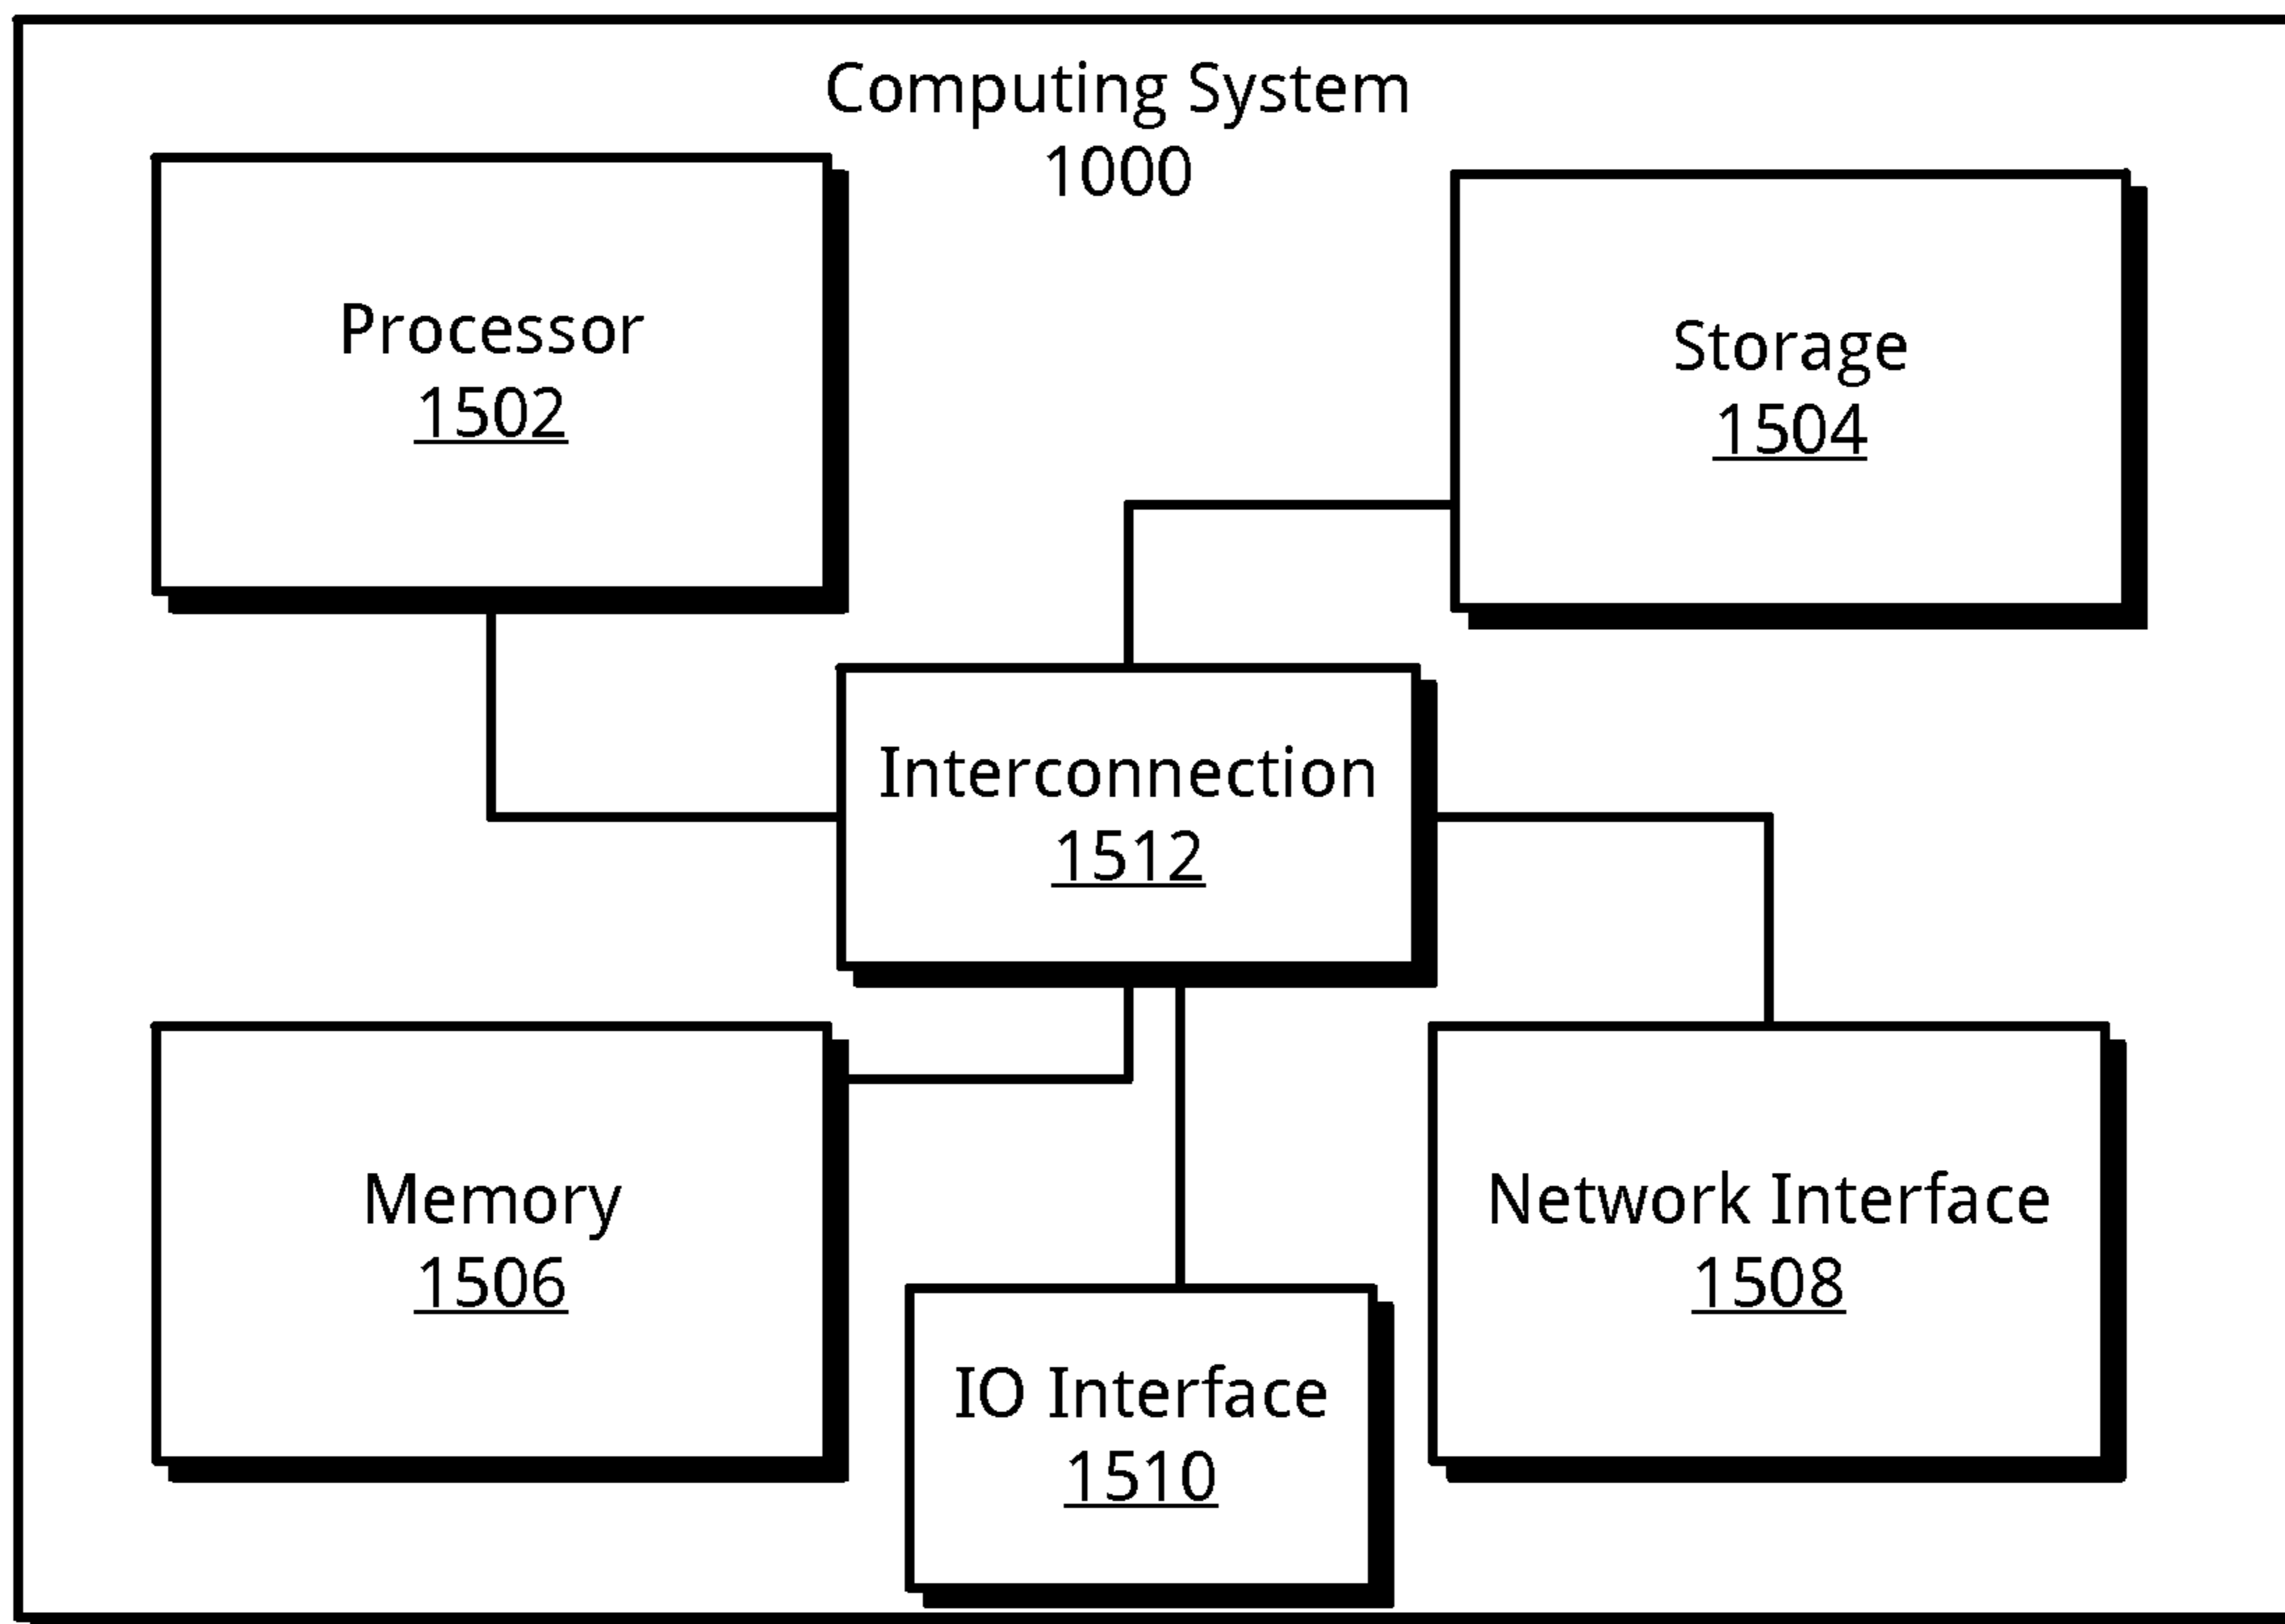 Computing System
1000
Processor
1502
Storage
1504
Interconnection
1512
Memory
1506
Network Interface
1508
IO Interface
1510